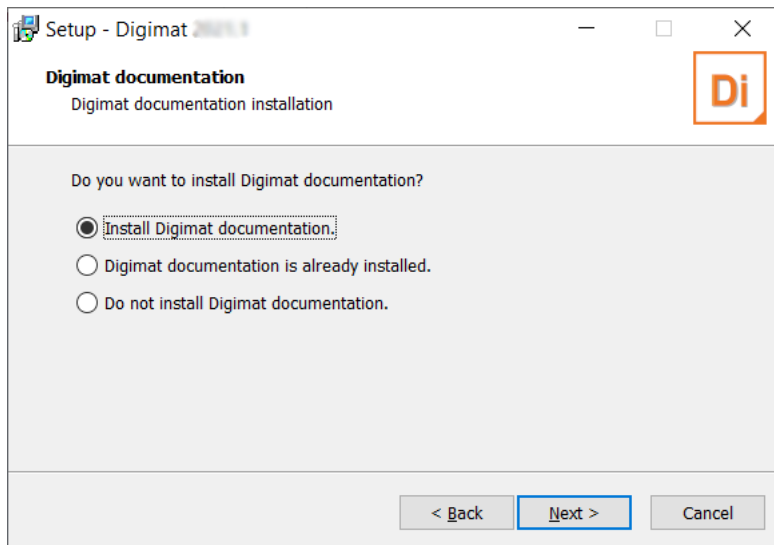 Setup - Digimat
Digimat documentation
Digimat documentation installation
Di
Do you want to install Digimat documentation?
Install Digimat documentation.
Digimat documentation is already installed.
Do not install Digimat documentation.
< Back
Next >
Cancel